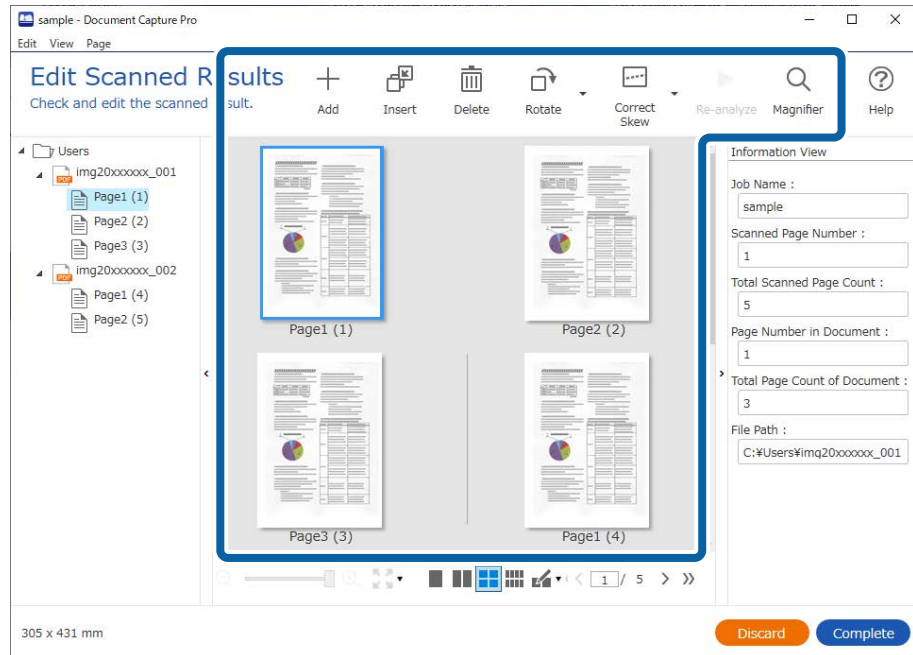 sample - Document Capture Pro
Edit View Page
Edit Scanned R sults
Check and edit the scanned sult.
Add
Insert
Delete
Rotate
Correct
Skew
Re-analyze
Magnifier
Help
Users
img20xxxxxx_001
Page1 (1)
Page2 (2)
Page3 (3)
img20xxxxxx_002
Page1 (4)
Page2 (5)
Page1 (1)
Page2 (2)
Page3 (3)
Page1 (4)
Information View
Job Name :
sample
Scanned Page Number :
1
Total Scanned Page Count :
5
Page Number in Document :
1
Total Page Count of Document :
3
File Path :
C:¥Users¥img20xxxxxx_001
1 / 5
305 x 431 mm
Discard
Complete